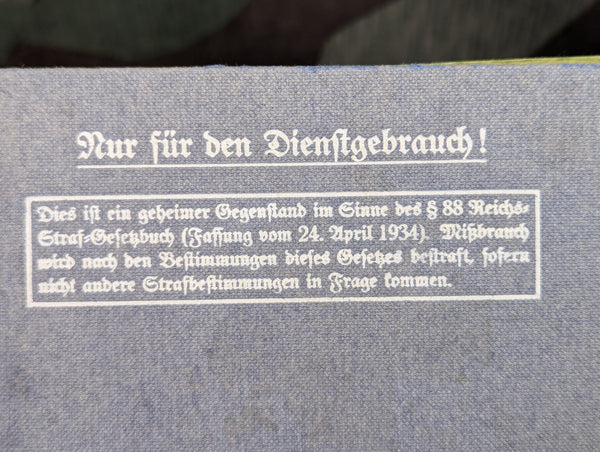 Nur für den Dienstgebrauch!
Dies ist ein geheimer Gegenstand im Sinne des § 88 Reichs-
Straf-Gesetzbuch (Fassung vom 24. April 1934). Mißbrauch
wird nach den Bestimmungen dieses Gesetzes bestraft, sofern
nicht andere Strafbestimmungen in Frage kommen.